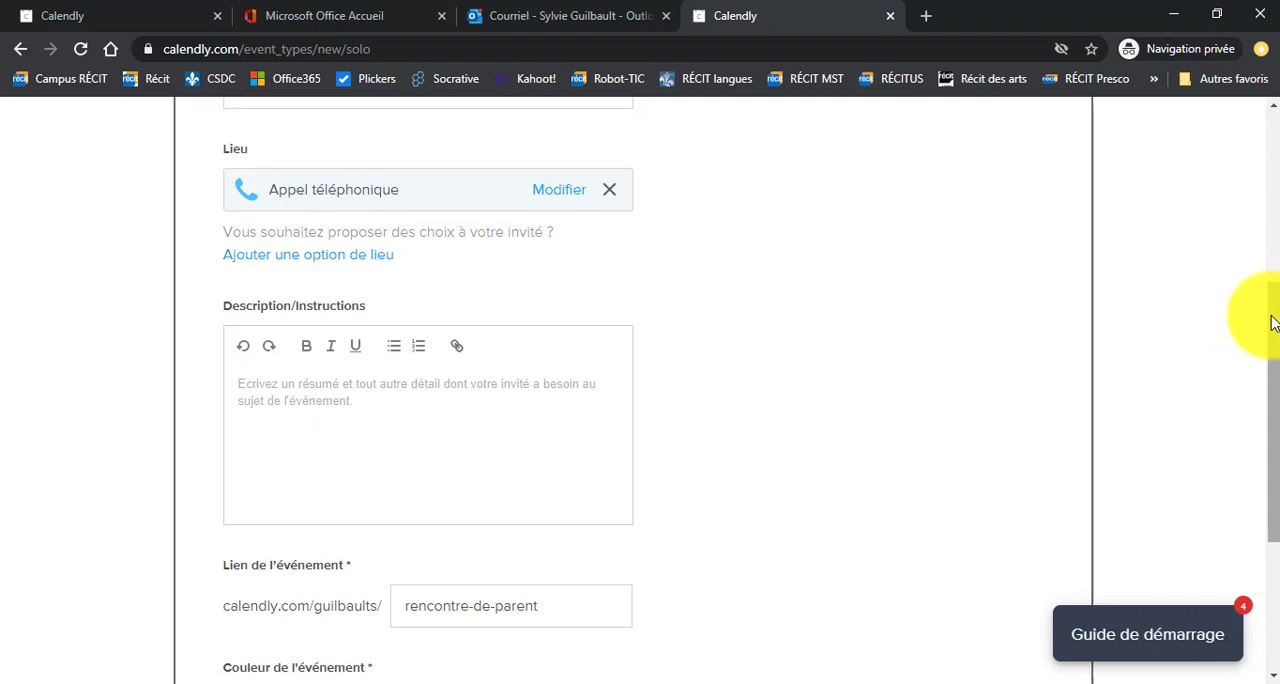 Calendly
Microsoft Office Accueil
Courriel - Sylvie Guilbault - Outlo
Calendly
calendly.com/event_types/new/solo
Navigation privée
Campus RÉCIT
Récit
CSDC
Office365
Plickers
Socrative
Kahoot!
Robot-TIC
RÉCIT langues
RÉCIT MST
RÉCITUS
Récit des arts
RÉCIT Presco
»
Autres favoris
Lieu
Appel téléphonique
Modifier
Vous souhaitez proposer des choix à votre invité ?
Ajouter une option de lieu
Description/Instructions
B I U
Ecrivez un résumé et tout autre détail dont votre invité a besoin au
sujet de l'événement.
Lien de l'événement *
calendly.com/guilbaults/
rencontre-de-parent
4
Guide de démarrage
Couleur de l'événement *